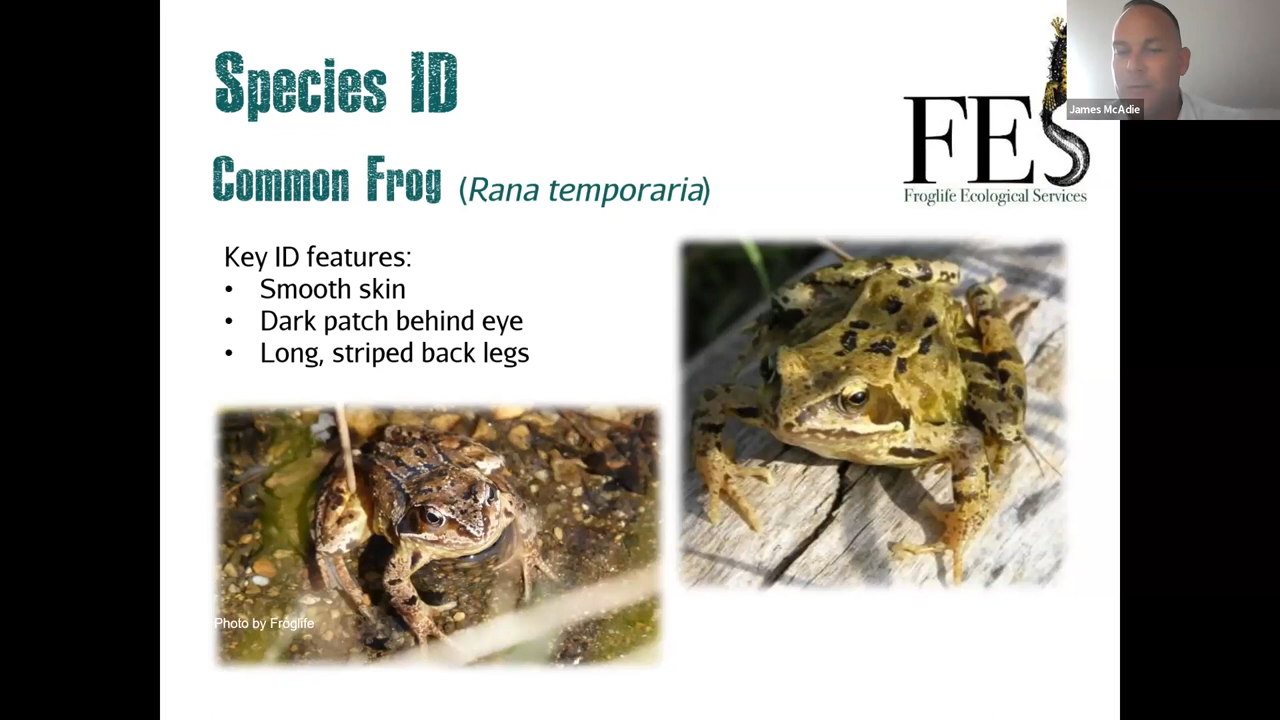 Species ID
Common Frog (Rana temporaria)
FES
Froglife Ecological Services
James McAdie
Key ID features:
• Smooth skin
• Dark patch behind eye
• Long, striped back legs
Photo by Froglife